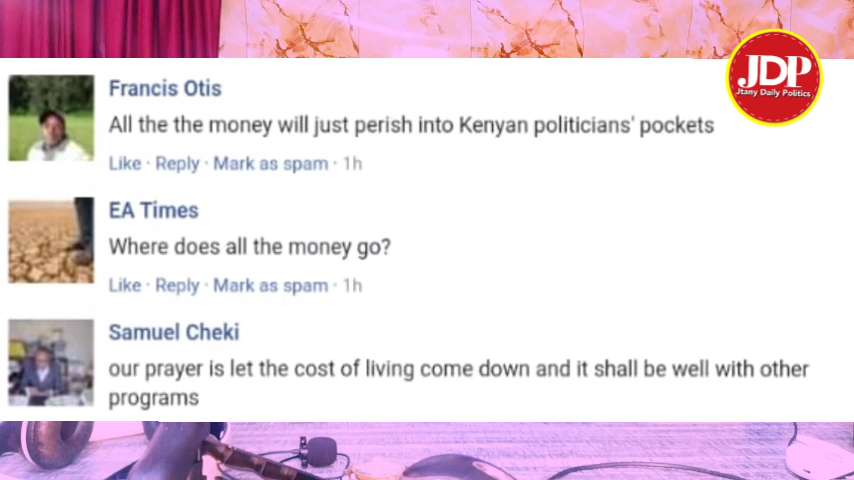 JDP
Jtany Daily Politics
Francis Otis
All the the money will just perish into Kenyan politicians' pockets
Like · Reply · Mark as spam · 1h
EA Times
Where does all the money go?
Like · Reply · Mark as spam · 1h
Samuel Cheki
our prayer is let the cost of living come down and it shall be well with other
programs